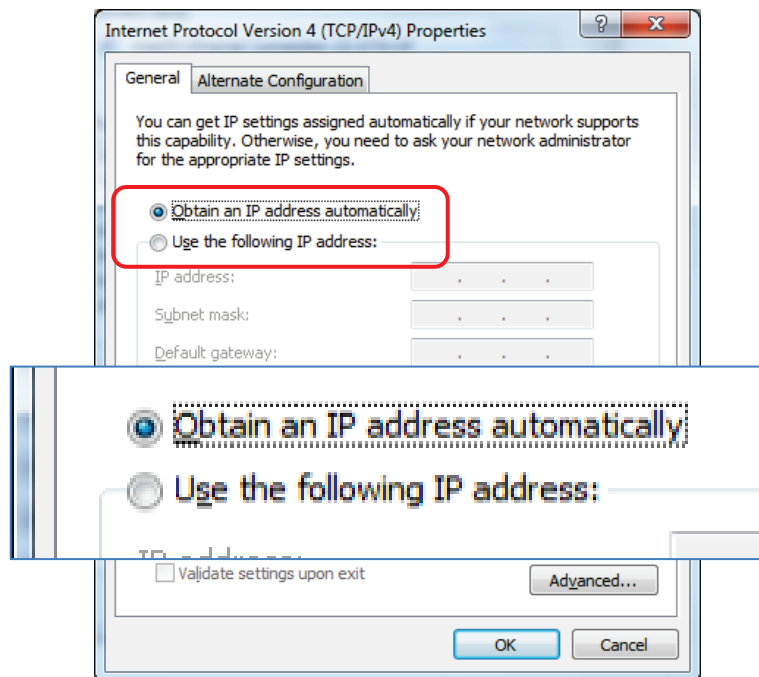 Internet Protocol Version 4 (TCP/IPv4) Properties
General
Alternate Configuration
You can get IP settings assigned automatically if your network supports
this capability. Otherwise, you need to ask your network administrator
for the appropriate IP settings.
Obtain an IP address automatically
Use the following IP address:
IP address:
Subnet mask:
Default gateway:
Obtain an IP address automatically
Use the following IP address:
IP address:
Validate settings upon exit
Advanced...
OK
Cancel